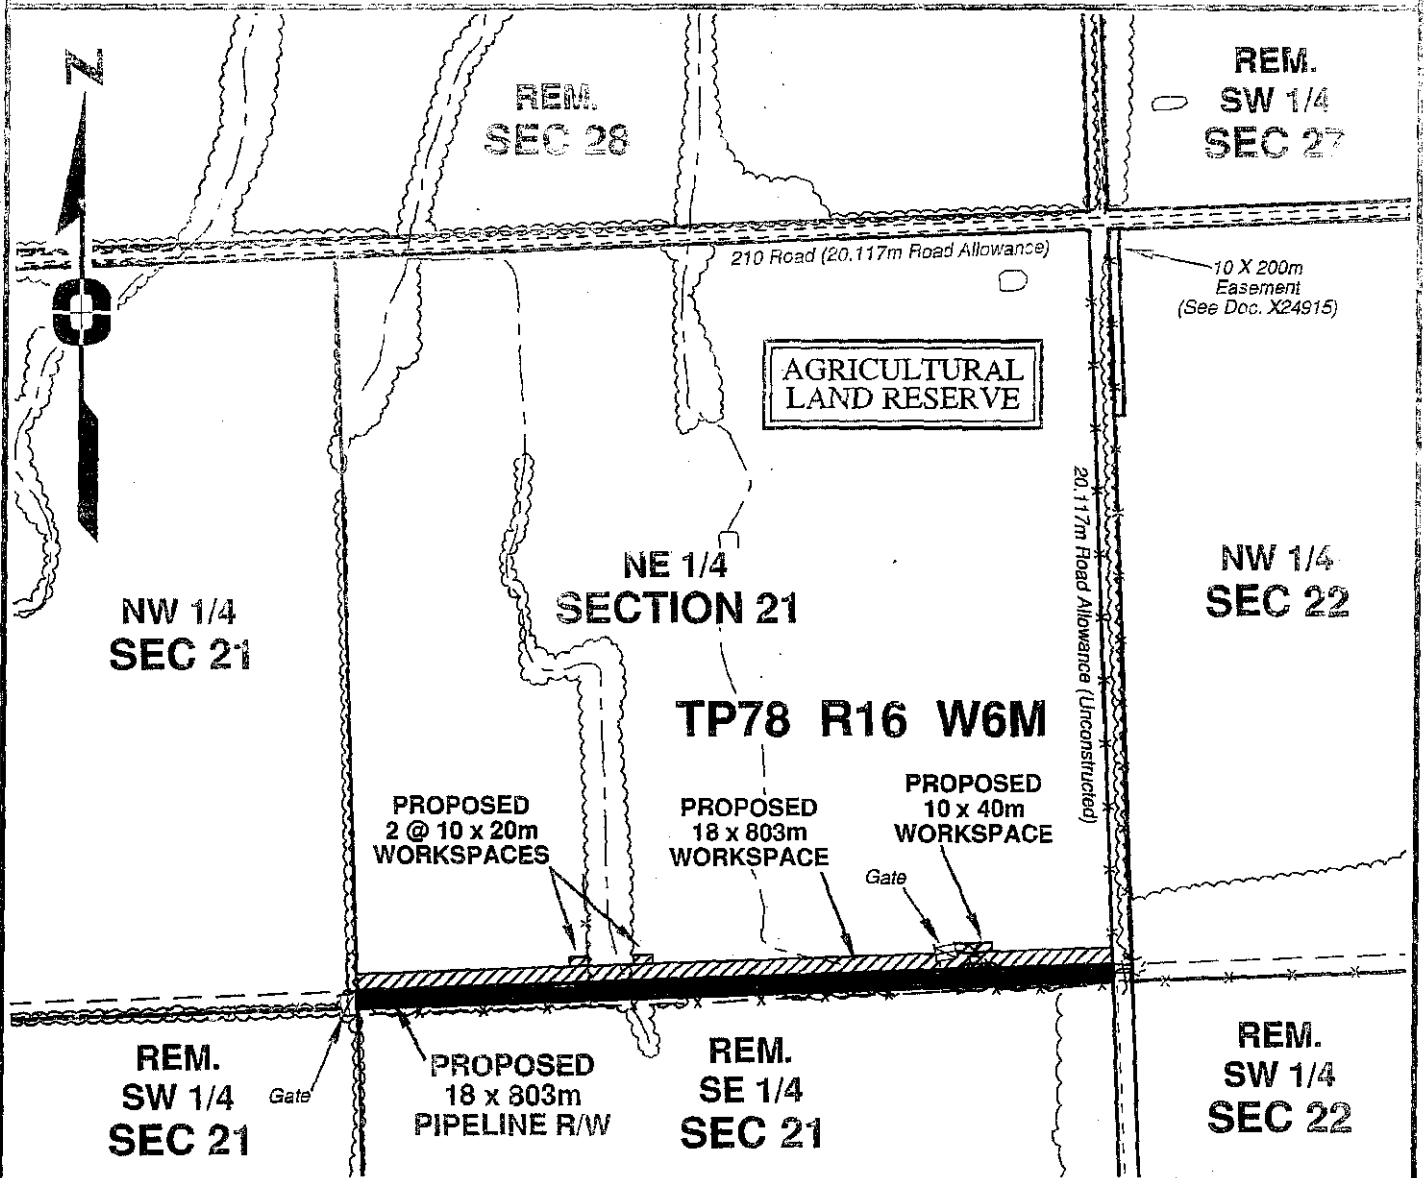 N
REM.
SEC 28
REM.
SW 1/4
SEC 27
210 Road (20.117m Road Allowance)
10 X 200m
Easement
(See Doc. X24915)
AGRICULTURAL
LAND RESERVE
20.117m Road Allowance (Unconstructed)
NW 1/4
SEC 21
NE 1/4
SECTION 21
NW 1/4
SEC 22
TP78 R16 W6M
PROPOSED
2 @ 10 x 20m
WORKSPACES
PROPOSED
18 x 803m
WORKSPACE
PROPOSED
10 x 40m
WORKSPACE
Gate
REM.
SW 1/4
SEC 21
Gate
PROPOSED
18 x 803m
PIPELINE R/W
REM.
SE 1/4
SEC 21
REM.
SW 1/4
SEC 22